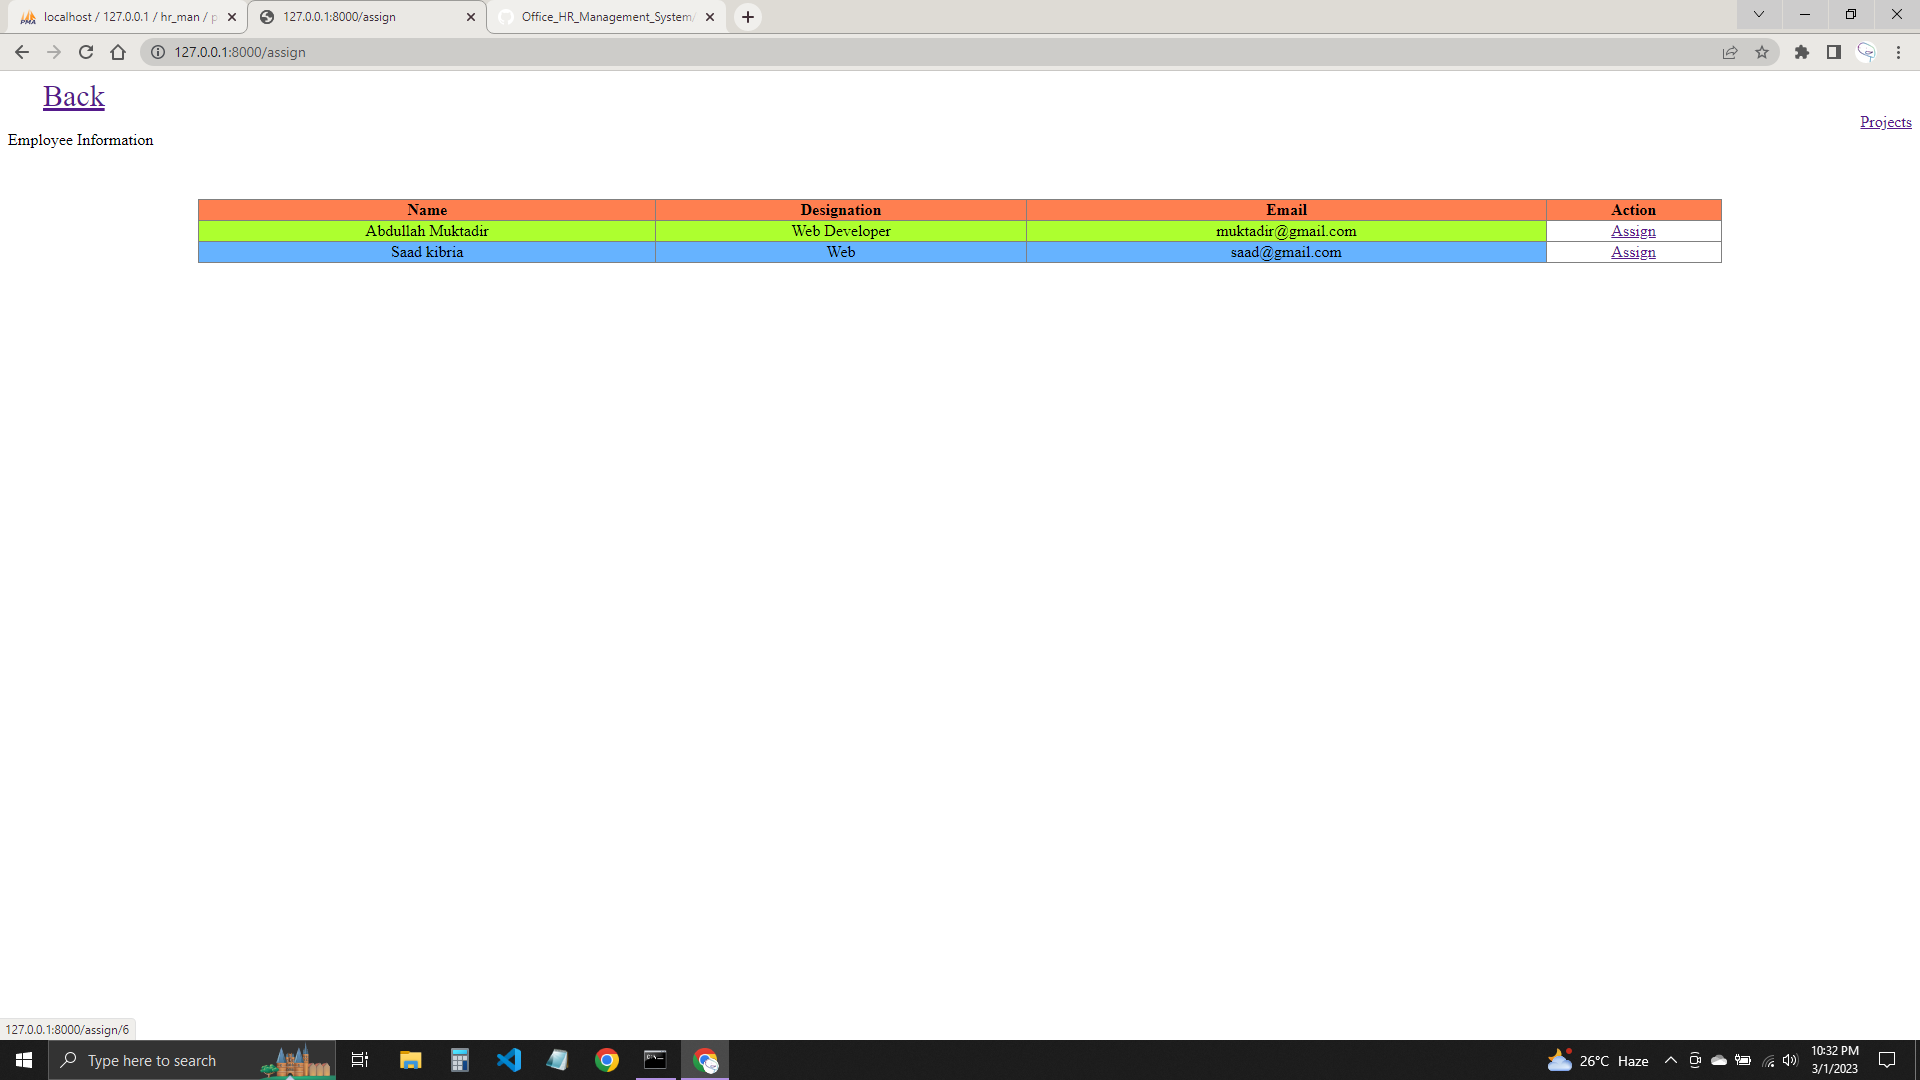 localhost / 127.0.0.1 / hr_man / p
127.0.0.1:8000/assign
Office_HR_Management_System/
127.0.0.1:8000/assign
Back
Projects
Employee Information
Name Designation Email Action
Abdullah Muktadir Web Developer muktadir@gmail.com Assign
Saad kibria Web saad@gmail.com Assign
127.0.0.1:8000/assign/6
Type here to search
26°C Haze
10:32 PM
3/1/2023